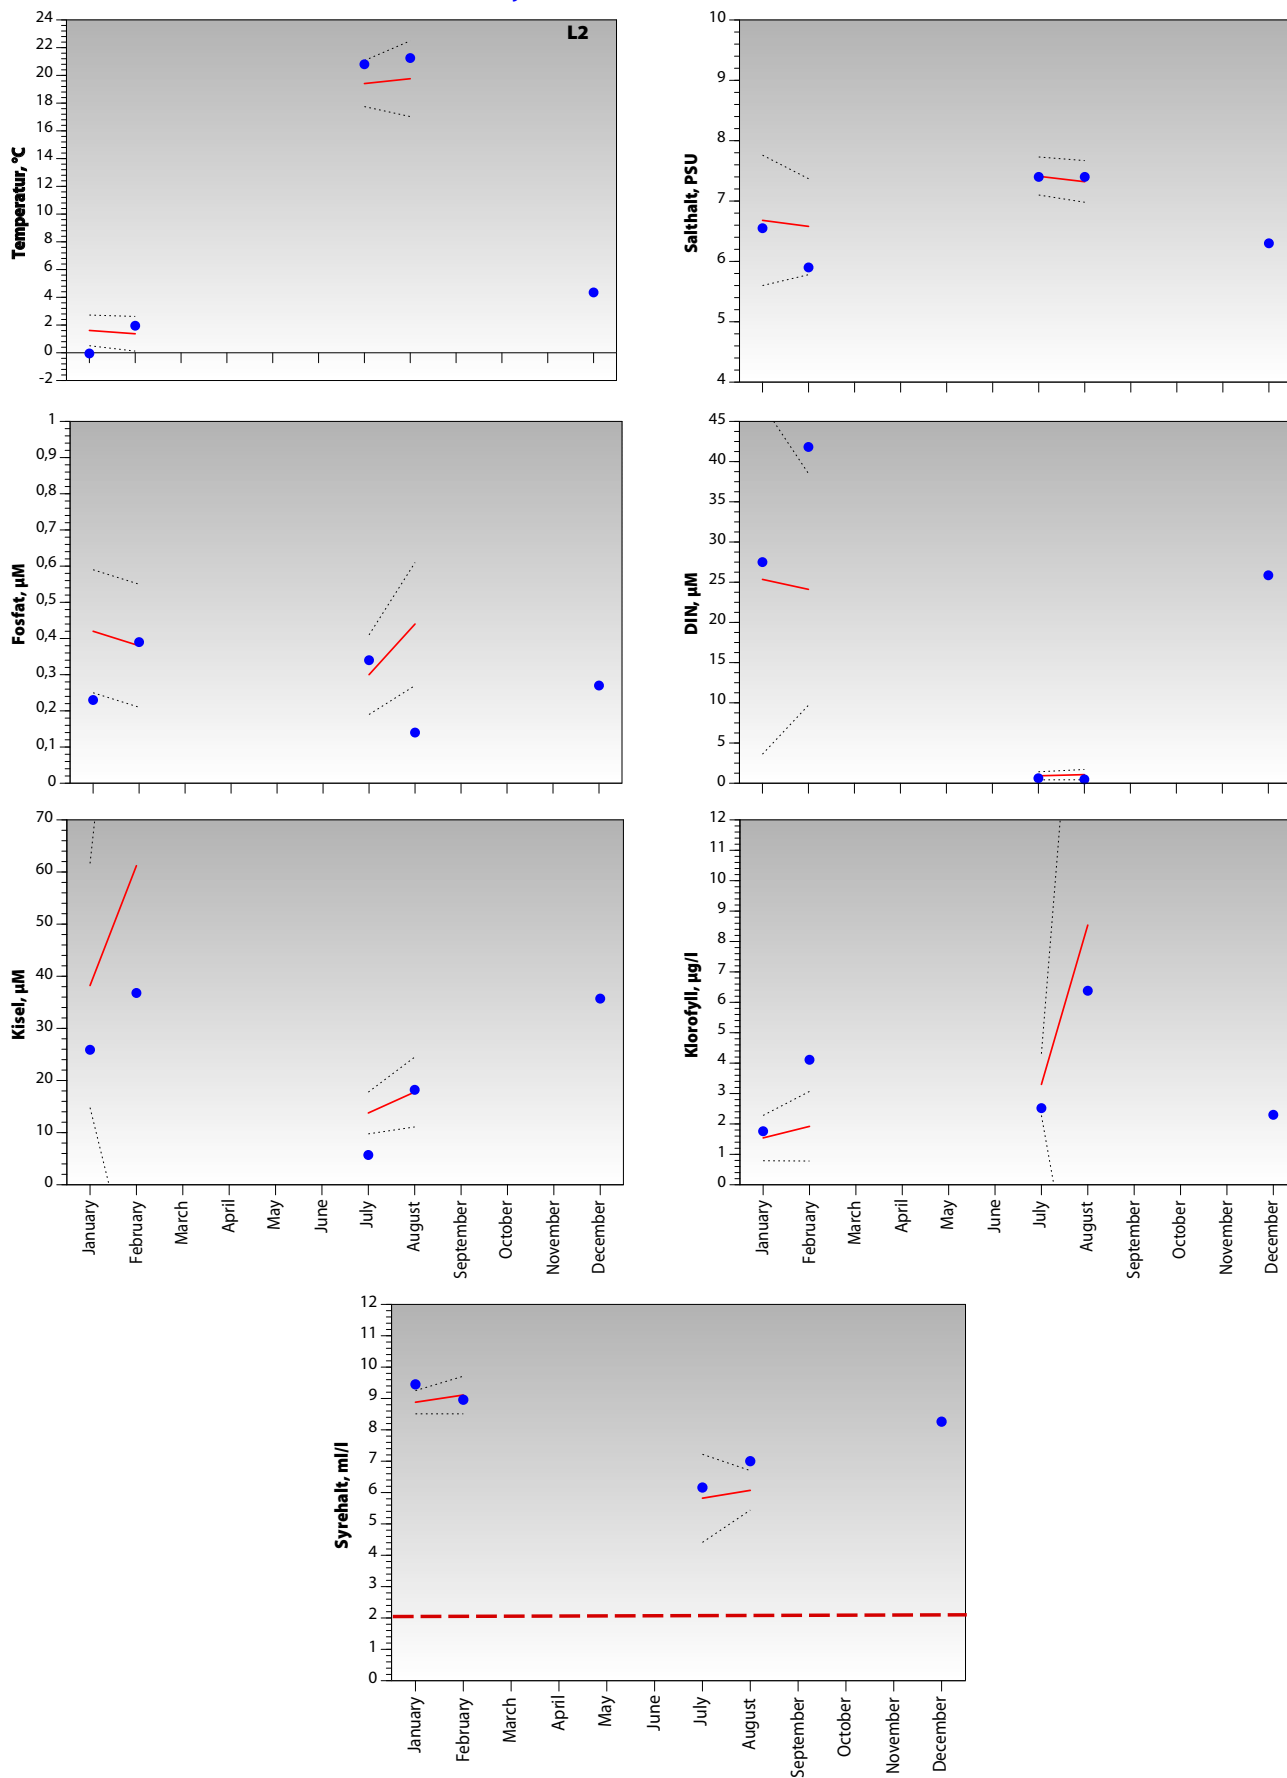 L2
Temperatur, °C
24
22
20
18
16
14
12
10
8
6
4
2
0
-2
Salthalt, PSU
10
9
8
7
6
5
4
Fosfat, µM
1
0,9
0,8
0,7
0,6
0,5
0,4
0,3
0,2
0,1
0
DIN, µM
45
40
35
30
25
20
15
10
5
0
Kisel, µM
70
60
50
40
30
20
10
0
January
February
March
April
May
June
July
August
September
October
November
December
Klorofyll, µg/l
12
11
10
9
8
7
6
5
4
3
2
1
0
January
February
March
April
May
June
July
August
September
October
November
December
Syrehalt, ml/l
12
11
10
9
8
7
6
5
4
3
2
1
0
January
February
March
April
May
June
July
August
September
October
November
December